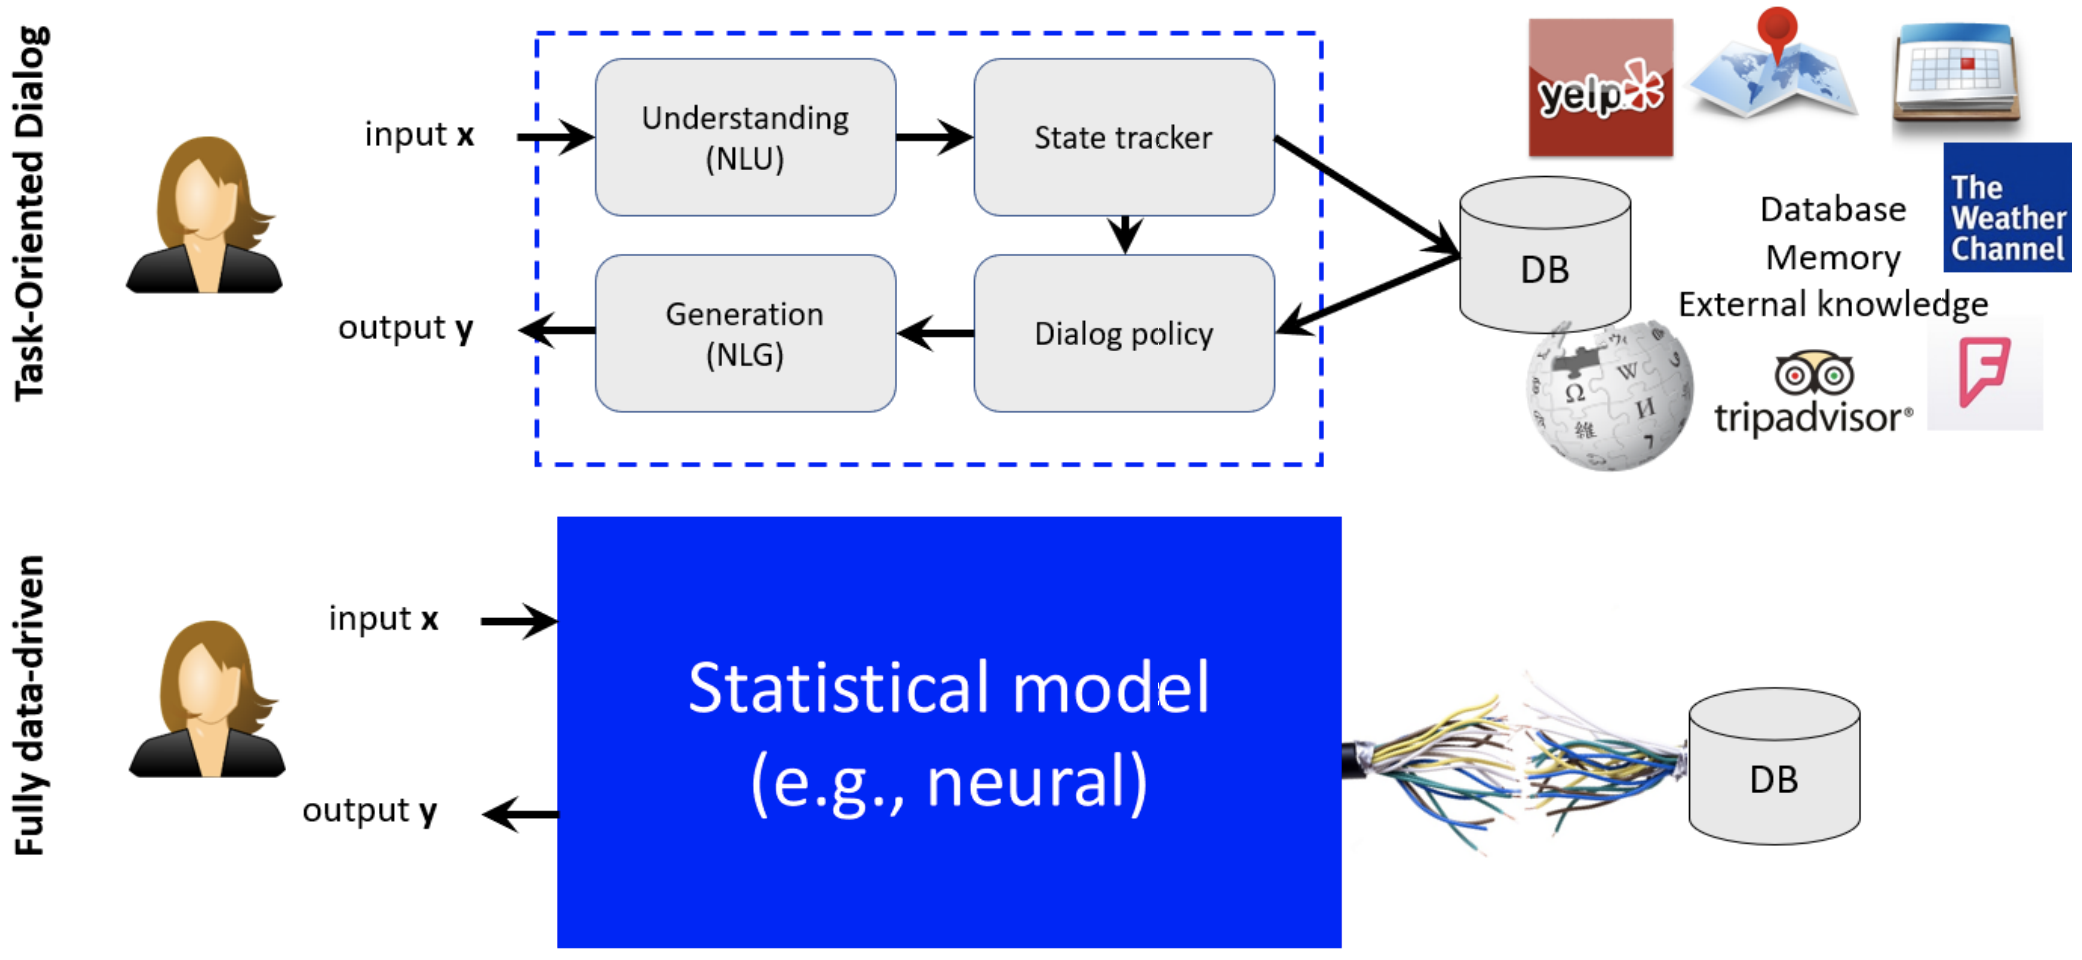 Task-Oriented Dialog
input x
Understanding
(NLU)
State tracker
output y
Generation
(NLG)
Dialog policy
DB
yelp
The
Weather
Channel
Database
Memory
External knowledge
Ω
W
И
維
tripadvisor®
Fully data-driven
input x
output y
Statistical model
(e.g., neural)
DB